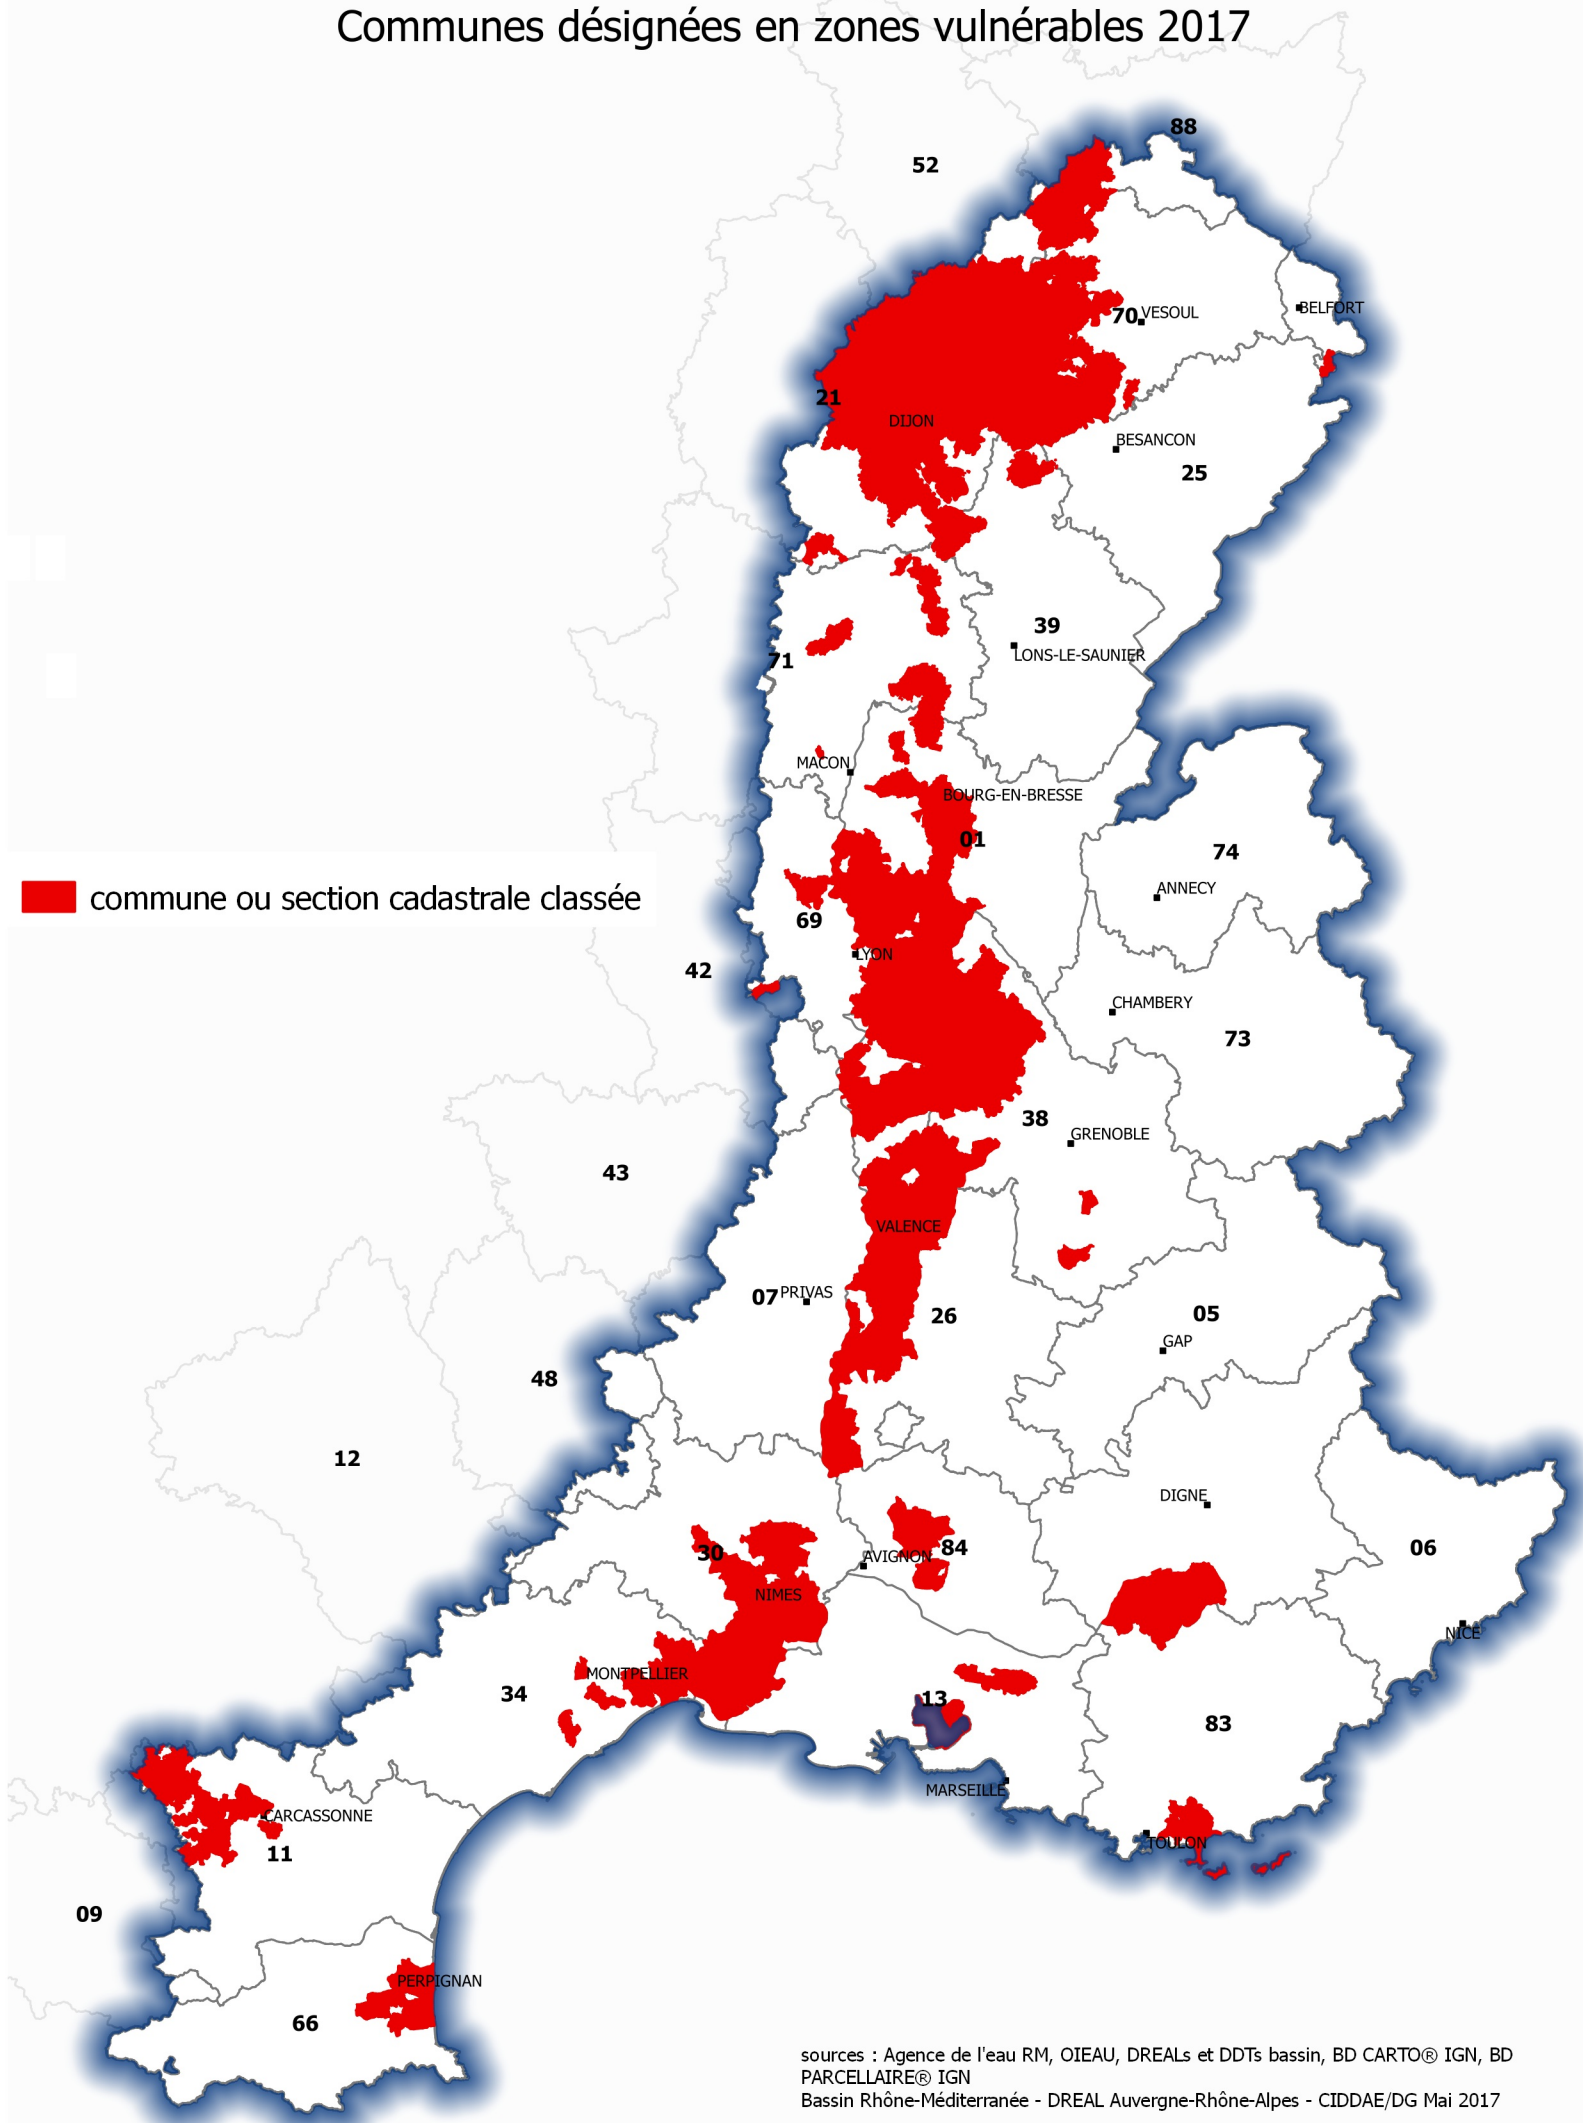 Communes désignées en zones vulnérables 2017
88
52
70 VESOUL
BELFORT
21
DIJON
BESANCON
25
39
LONS-LE-SAUNIER
71
MACON
BOURG-EN-BRESSE
01
74
ANNECY
commune ou section cadastrale classée
69
LYON
42
CHAMBERY
73
38
GRENOBLE
43
VALENCE
07 PRIVAS
26
05
GAP
48
12
DIGNE
30
AVIGNON 84
06
NIMES
NICE
MONTPELLIER
34
13
83
MARSEILLE
CARCASSONNE
TOULON
11
09
PERPIGNAN
66
sources : Agence de l'eau RM, OIEAU, DREALs et DDTs bassin, BD CARTO® IGN, BD
PARCELLAIRE® IGN
Bassin Rhône-Méditerranée - DREAL Auvergne-Rhône-Alpes - CIDDAE/DG Mai 2017